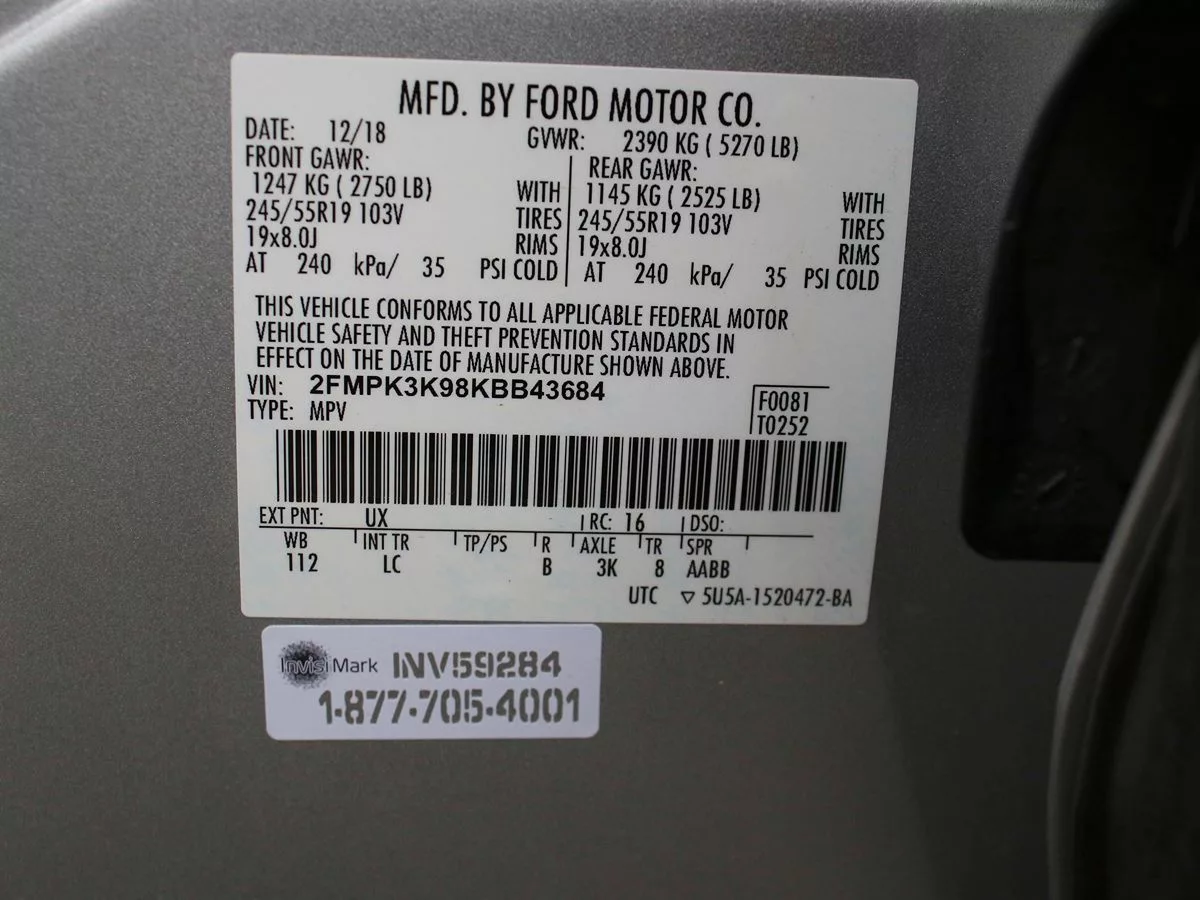 MFD. BY FORD MOTOR CO.
DATE: 12/18 GVWR: 2390 KG ( 5270 LB)
FRONT GAWR: REAR GAWR:
1247 KG ( 2750 LB) WITH 1145 KG ( 2525 LB) WITH
245/55R19 103V TIRES 245/55R19 103V TIRES
19x8.0J RIMS 19x8.0J RIMS
AT 240 kPa/ 35 PSI COLD AT 240 kPa/ 35 PSI COLD
THIS VEHICLE CONFORMS TO ALL APPLICABLE FEDERAL MOTOR
VEHICLE SAFETY AND THEFT PREVENTION STANDARDS IN
EFFECT ON THE DATE OF MANUFACTURE SHOWN ABOVE.
VIN: 2FMPK3K98KBB43684
TYPE: MPV
F0081
T0252
EXT PNT: UX RC: 16 DSO:
WB INT TR TP/PS R AXLE TR SPR
112 LC B 3K 8 AABB
UTC ▽ 5U5A-1520472-BA
InvisiMark INV59284
1-877-705-4001